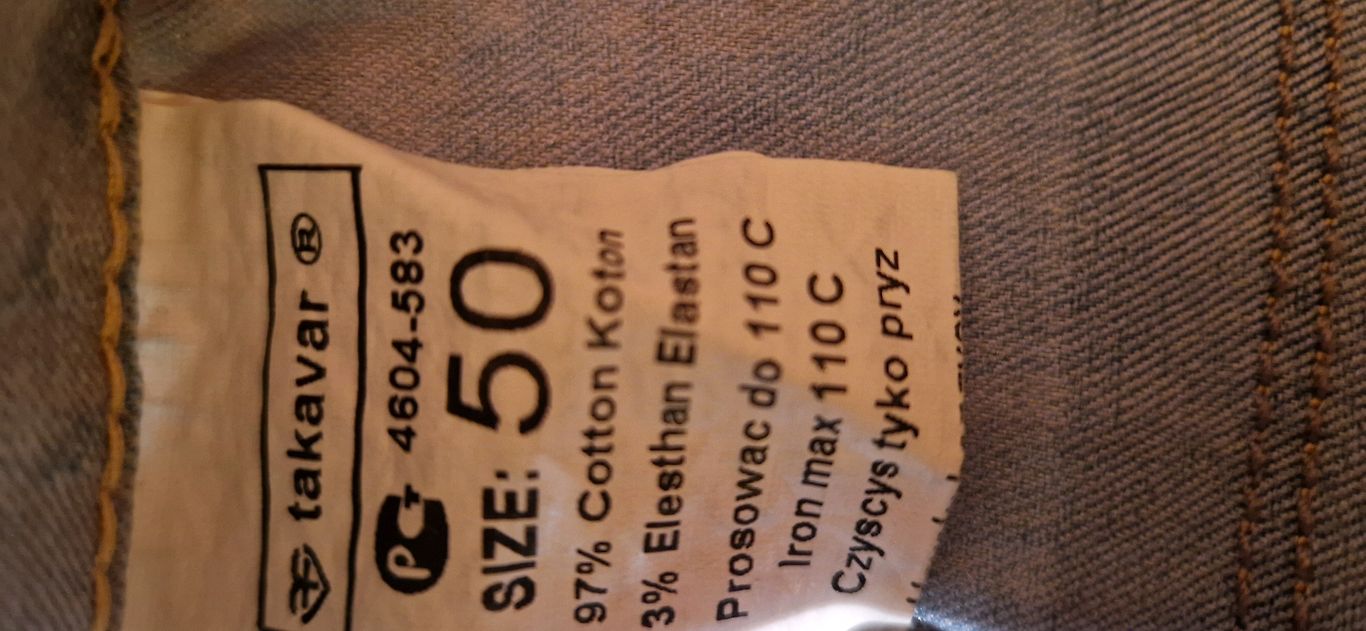 takavar ®
PCT 4604-583
SIZE: 50
97% Cotton Koton
3% Elesthan Elastan
Prosowac do 110 C
Iron max 110 C
Czyscys tyko pryz